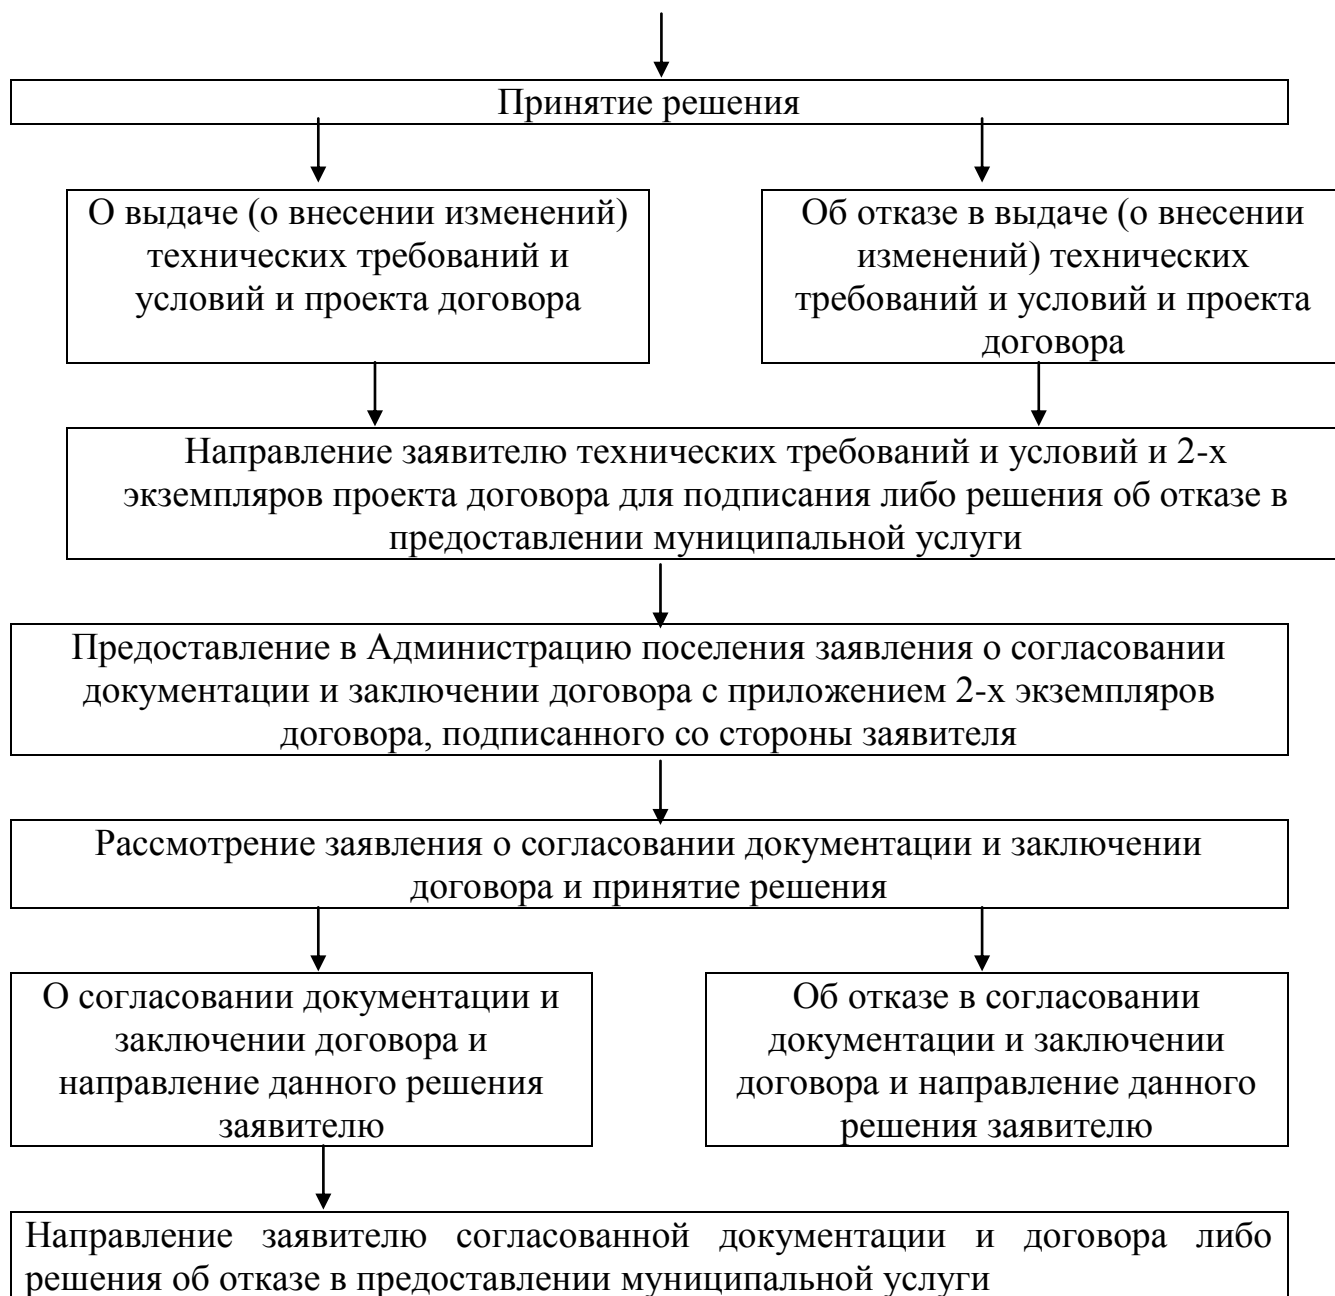 Принятие решения
О выдаче (о внесении изменений)
технических требований и
условий и проекта договора
Об отказе в выдаче (о внесении
изменений) технических
требований и условий и проекта
договора
Направление заявителю технических требований и условий и 2-х
экземпляров проекта договора для подписания либо решения об отказе в
предоставлении муниципальной услуги
Предоставление в Администрацию поселения заявления о согласовании
документации и заключении договора с приложением 2-х экземпляров
договора, подписанного со стороны заявителя
Рассмотрение заявления о согласовании документации и заключении
договора и принятие решения
О согласовании документации и
заключении договора и
направление данного решения
заявителю
Об отказе в согласовании
документации и заключении
договора и направление данного
решения заявителю
Направление заявителю согласованной документации и договора либо
решения об отказе в предоставлении муниципальной услуги